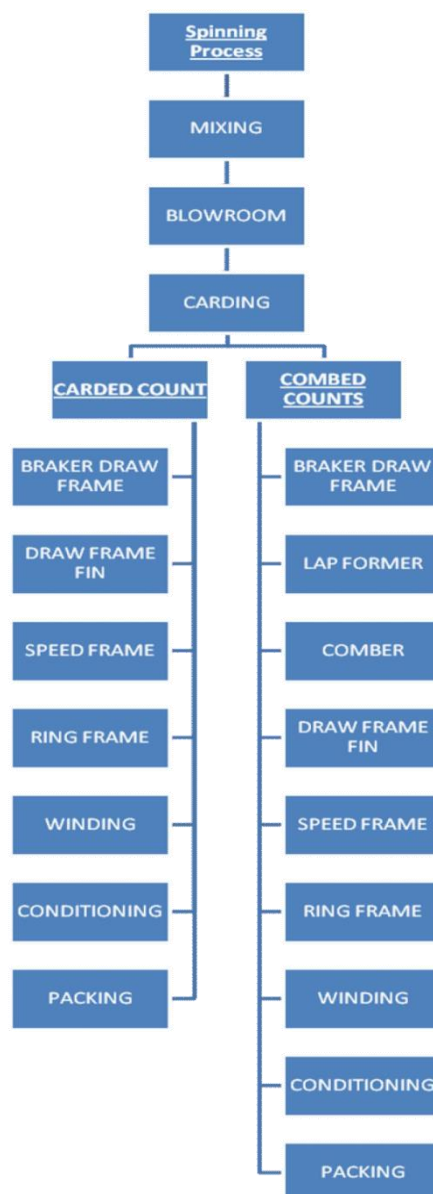 Spinning
Process
MIXING
BLOWROOM
CARDING
CARDED COUNT
BRAKER DRAW
FRAME
DRAW FRAME
FIN
SPEED FRAME
RING FRAME
WINDING
CONDITIONING
PACKING
COMBED
COUNTS
BRAKER DRAW
FRAME
LAP FORMER
COMBER
DRAW FRAME
FIN
SPEED FRAME
RING FRAME
WINDING
CONDITIONING
PACKING